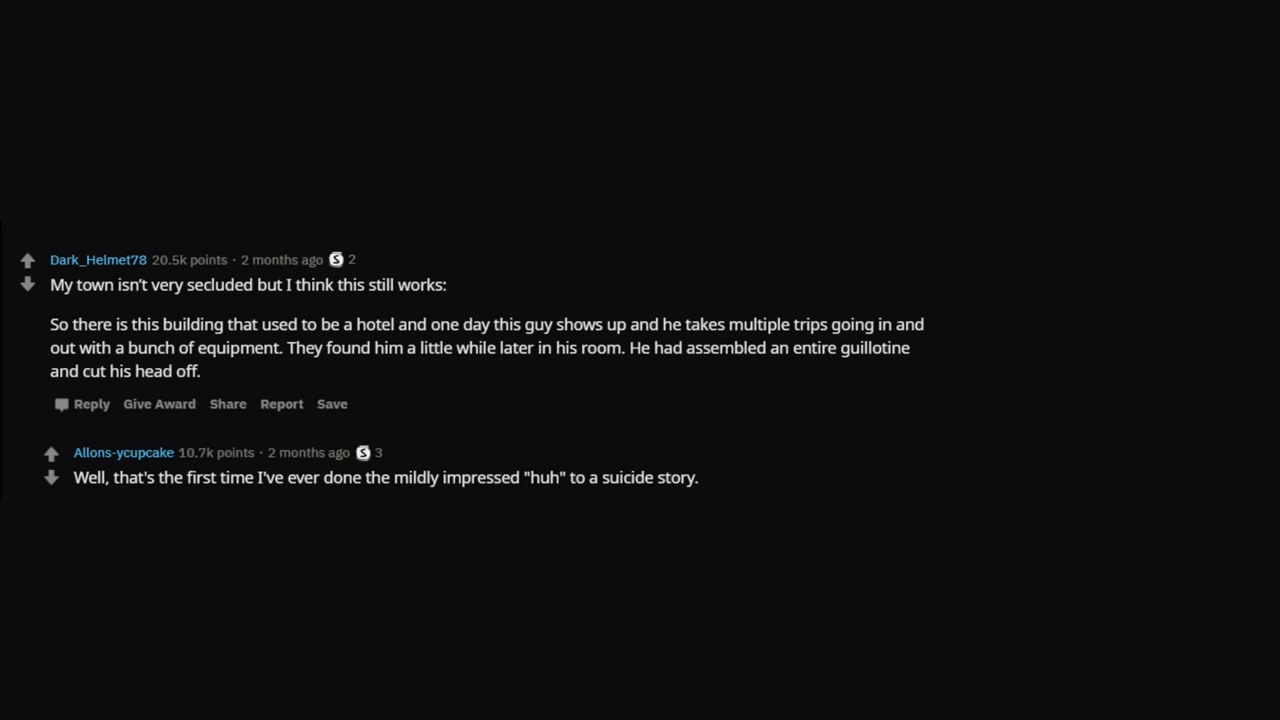 Dark_Helmet78 20.5k points · 2 months ago S 2
My town isn’t very secluded but I think this still works:
So there is this building that used to be a hotel and one day this guy shows up and he takes multiple trips going in and
out with a bunch of equipment. They found him a little while later in his room. He had assembled an entire guillotine
and cut his head off.
Reply Give Award Share Report Save
Allons-ycupcake 10.7k points · 2 months ago S 3
Well, that's the first time I've ever done the mildly impressed "huh" to a suicide story.